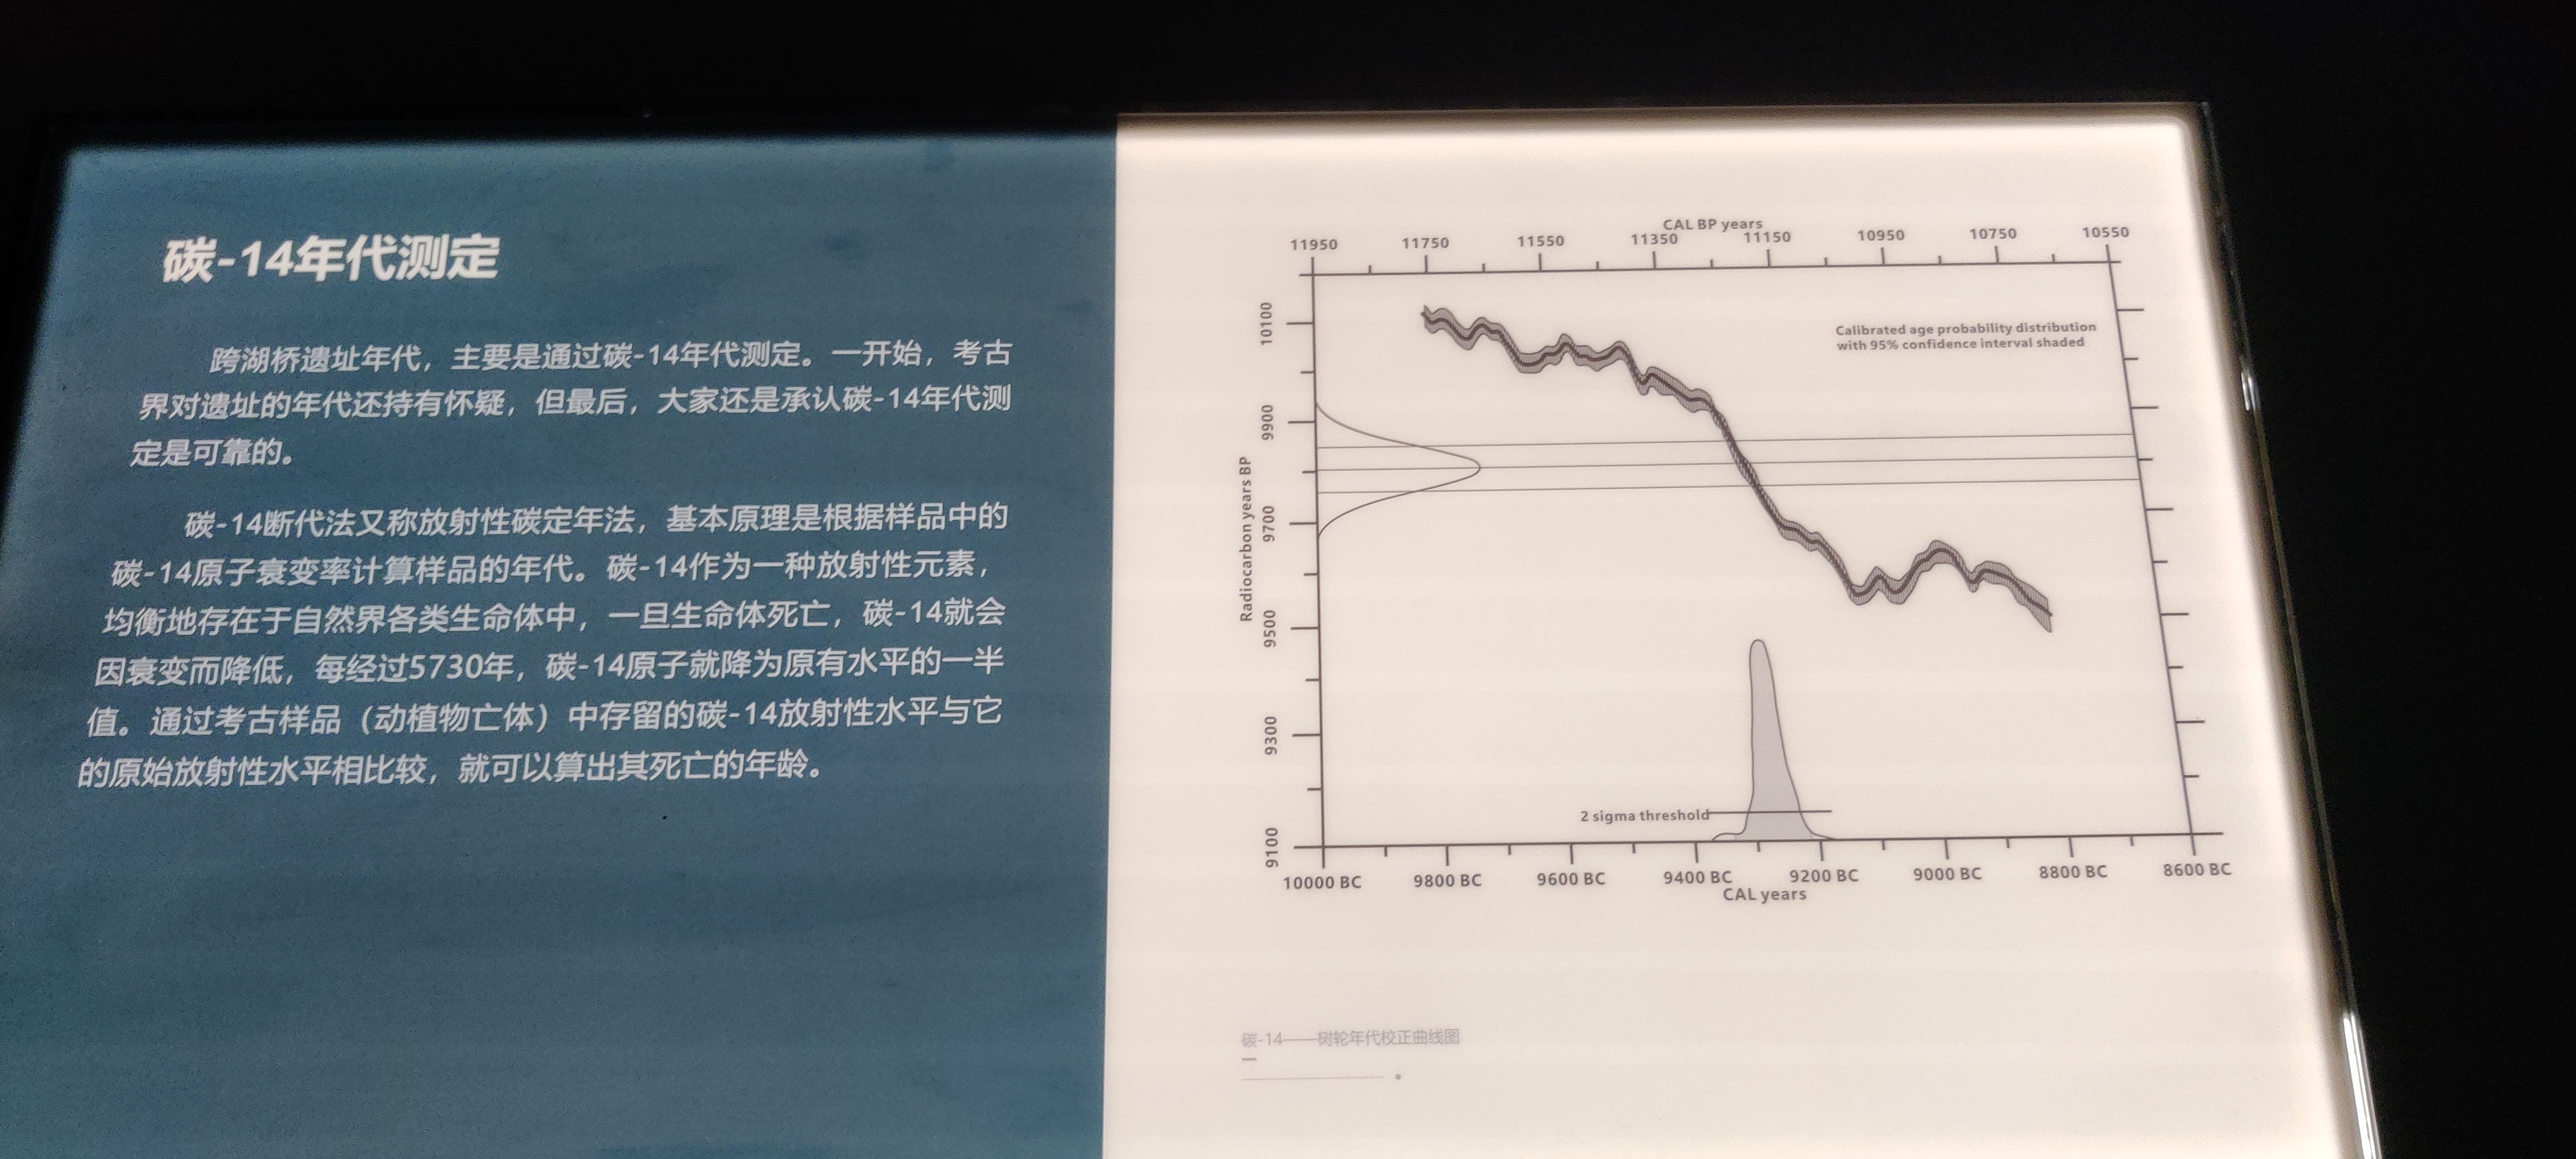 碳-14年代测定
跨湖桥遗址年代，主要是通过碳-14年代测定。一开始，考古
界对遗址的年代还持有怀疑，但最后，大家还是承认碳-14年代测
定是可靠的。
碳-14断代法又称放射性碳定年法，基本原理是根据样品中的
碳-14原子衰变率计算样品的年代。碳-14作为一种放射性元素，
均衡地存在于自然界各类生命体中，一旦生命体死亡，碳-14就会
因衰变而降低，每经过5730年，碳-14原子就降为原有水平的一半
值。通过考古样品（动植物亡体）中存留的碳-14放射性水平与它
的原始放射性水平相比较，就可以算出其死亡的年龄。
CAL BP years
11950 11750 11550 11350 11150 10950 10750 10550
Calibrated age probability distribution
with 95% confidence interval shaded
Radiocarbon years BP
10100
9900
9700
9500
9300
9100
2 sigma threshold
10000 BC 9800 BC 9600 BC 9400 BC 9200 BC 9000 BC 8800 BC 8600 BC
CAL years
碳-14——树轮年代校正曲线图